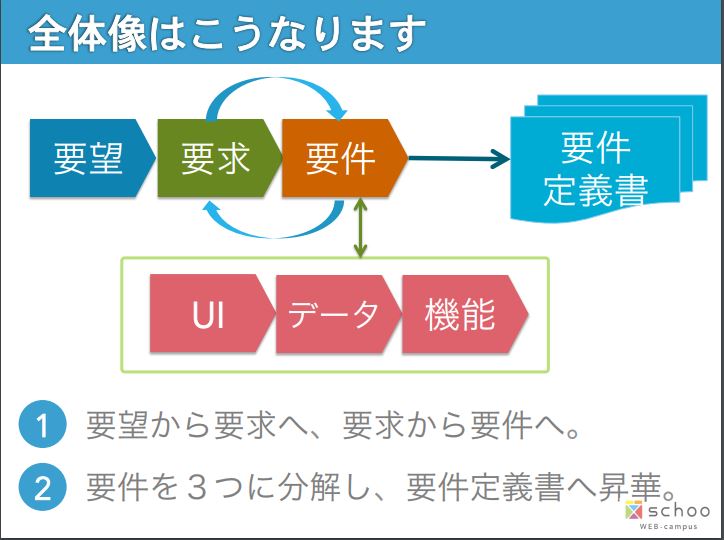 全体像はこうなります
要望
要求
要件
要件
定義書
UI
データ
機能
1 要望から要求へ、要求から要件へ。
2 要件を３つに分解し、要件定義書へ昇華。
schoo
WEB-campus